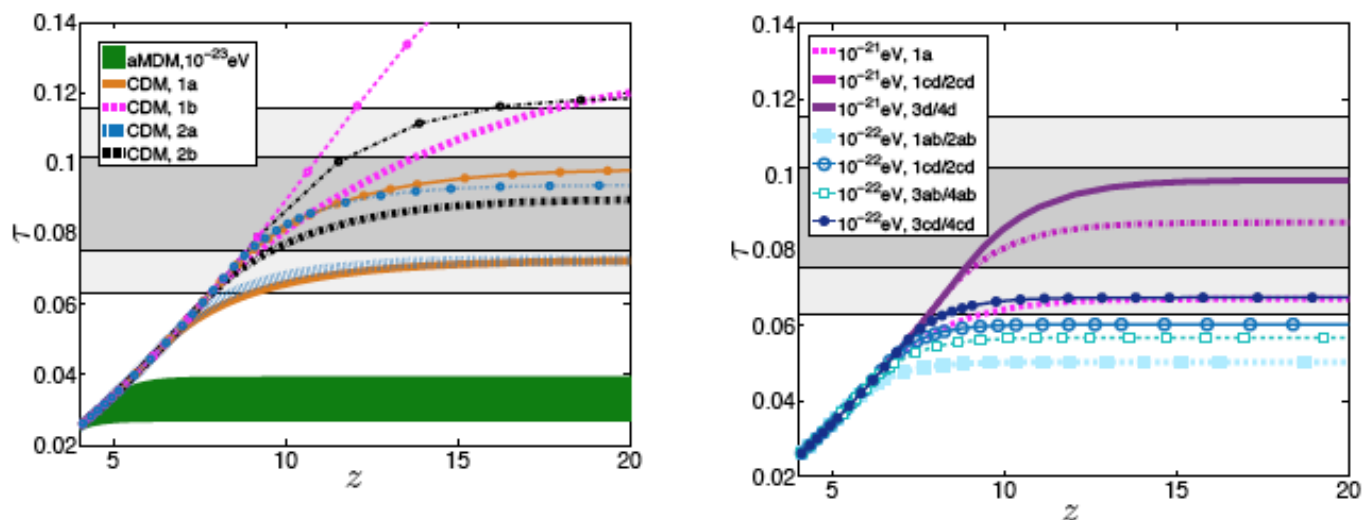 0.14
0.12
0.1
0.08
0.06
0.04
0.02
τ
aMDM,10⁻²³eV
CDM, 1a
CDM, 1b
CDM, 2a
CDM, 2b
5
10
15
20
z
0.14
0.12
0.1
0.08
0.06
0.04
0.02
τ
10⁻²¹eV, 1a
10⁻²¹eV, 1cd/2cd
10⁻²¹eV, 3d/4d
10⁻²²eV, 1ab/2ab
10⁻²²eV, 1cd/2cd
10⁻²²eV, 3ab/4ab
10⁻²²eV, 3cd/4cd
5
10
15
20
z